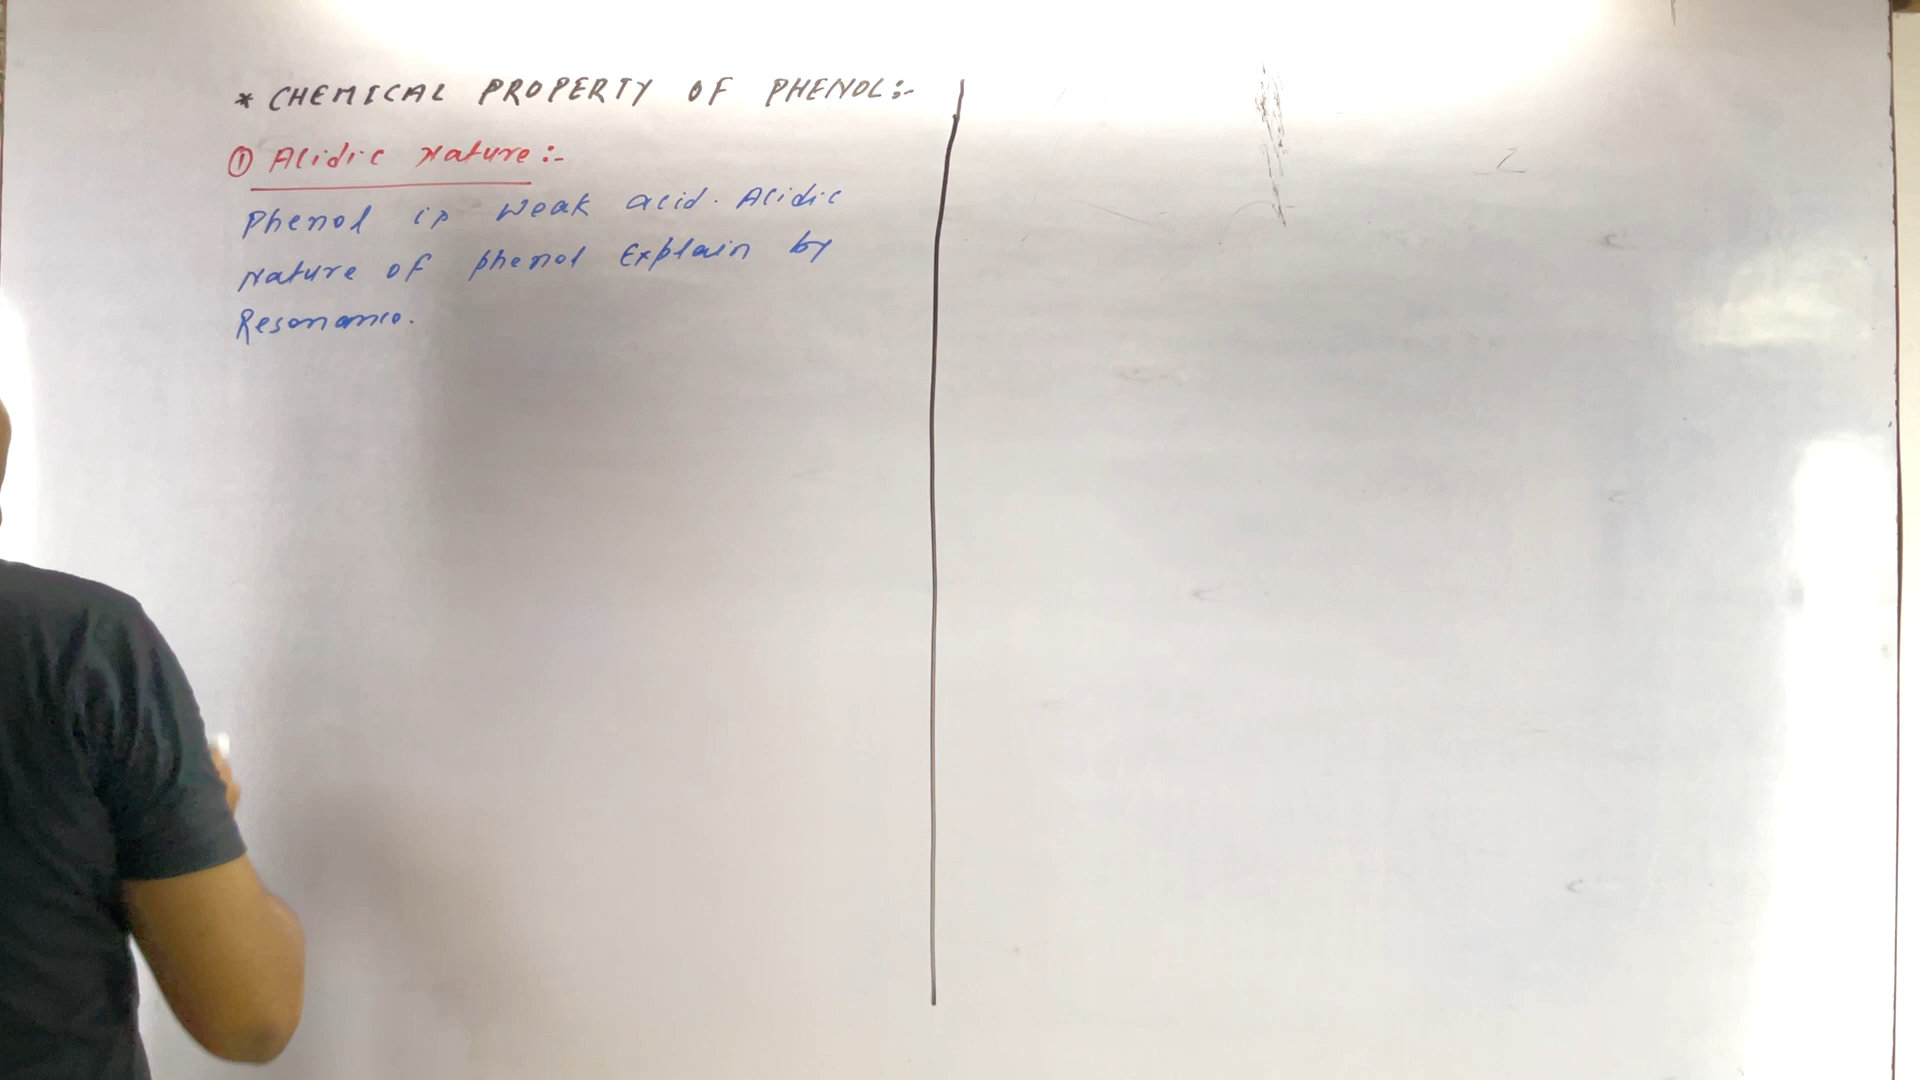 * CHEMICAL PROPERTY OF PHENOL:-
① Acidic Nature:-
Phenol is weak acid. Acidic
Nature of phenol Explain by
Resonance.